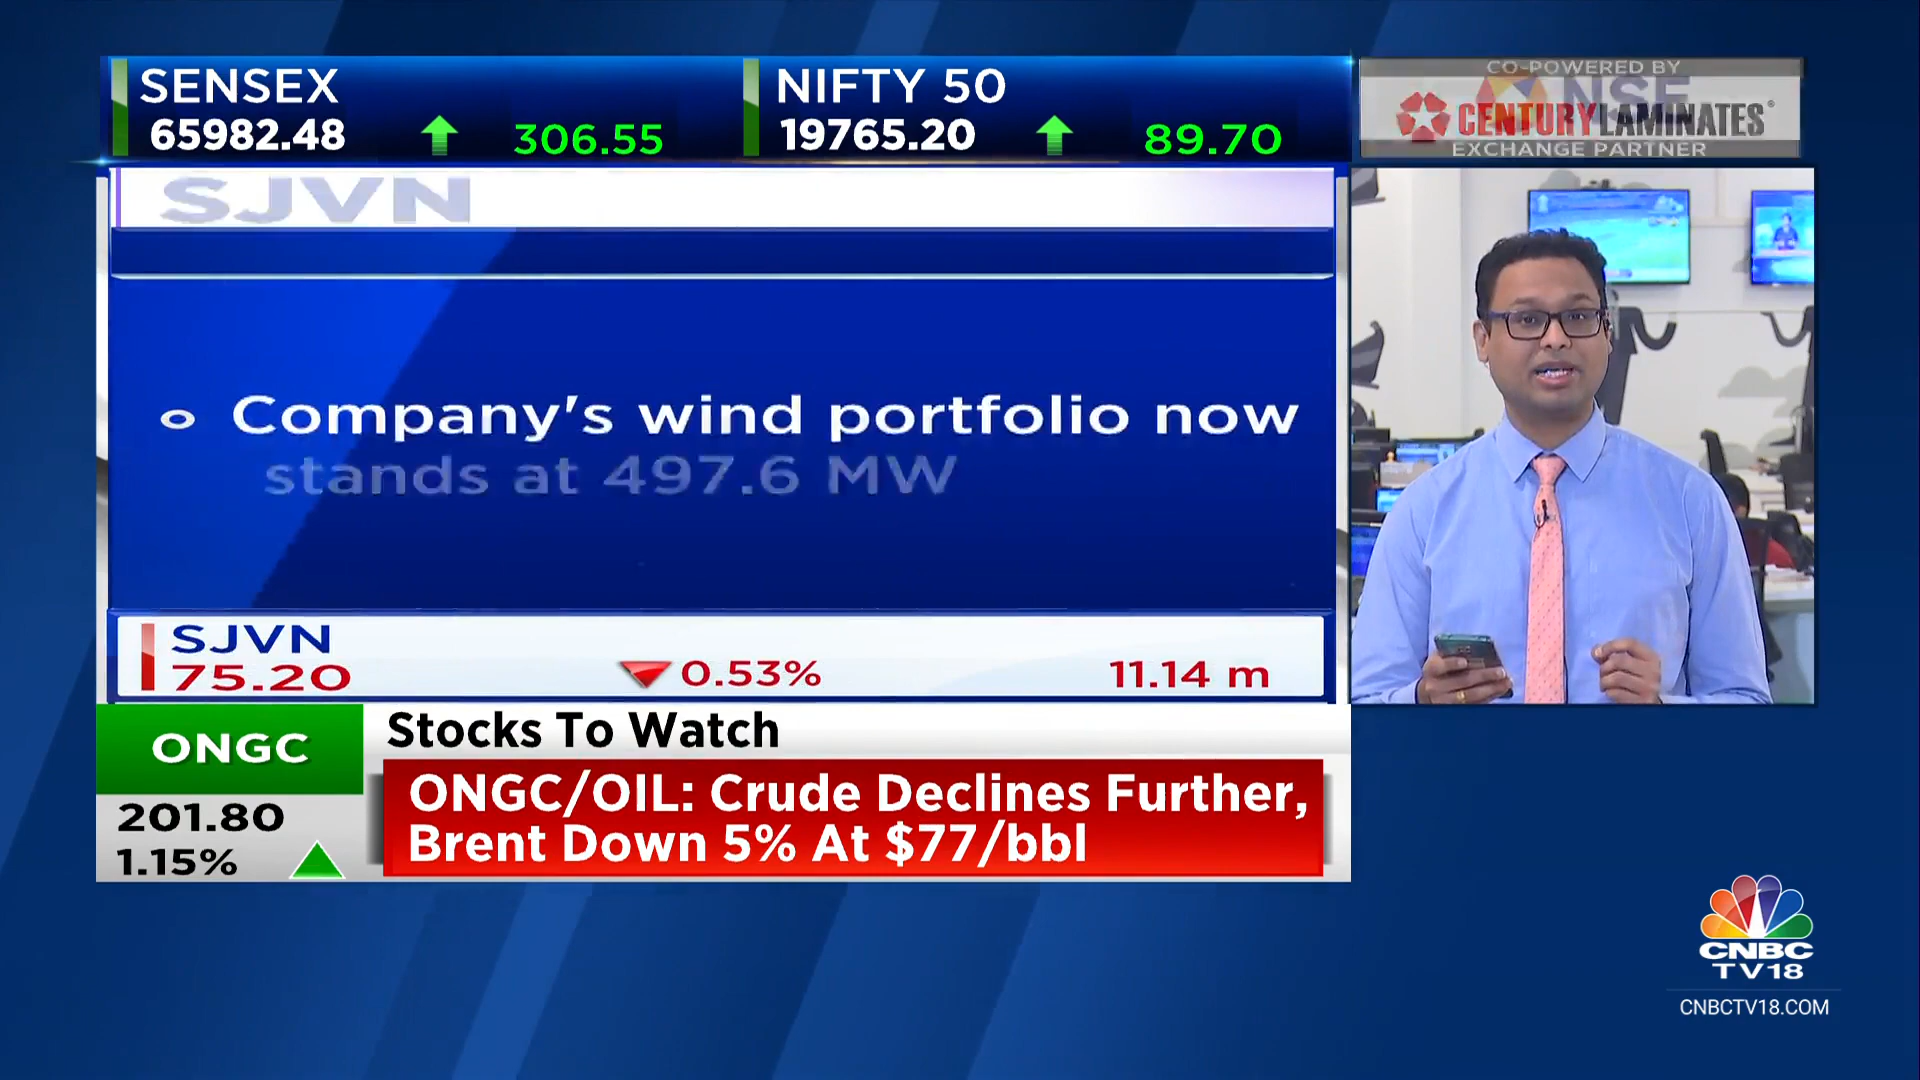 SENSEX
65982.48
306.55
NIFTY 50
19765.20
89.70
CO-POWERED BY
NSE
CENTURYLAMINATES
EXCHANGE PARTNER
SJVN
Company's wind portfolio now
stands at 497.6 MW
SJVN
75.20
0.53%
11.14 m
ONGC
201.80
1.15%
Stocks To Watch
ONGC/OIL: Crude Declines Further,
Brent Down 5% At $77/bbl
CNBC
TV18
CNBCTV18.COM